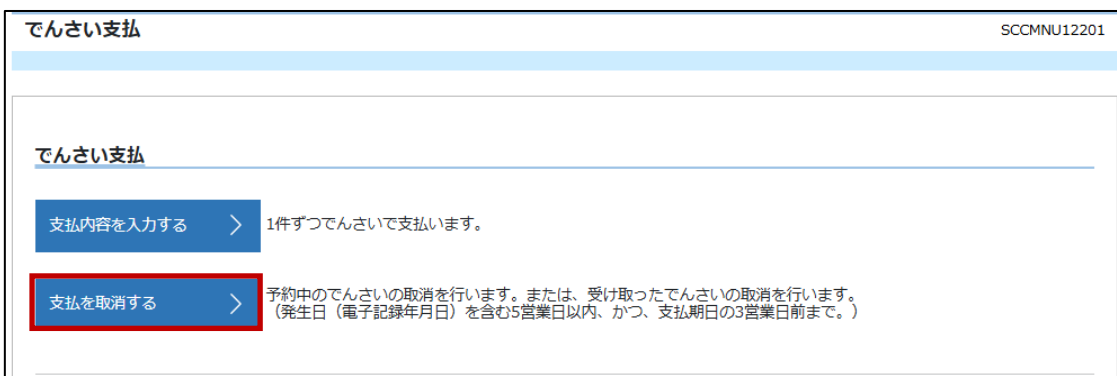 でんさい支払
SCCMNU12201
でんさい支払
支払内容を入力する
1件ずつでんさいで支払います。
支払を取消する
予約中のでんさいの取消を行います。または、受け取ったでんさいの取消を行います。
（発生日（電子記録年月日）を含む5営業日以内、かつ、支払期日の3営業日前まで。）